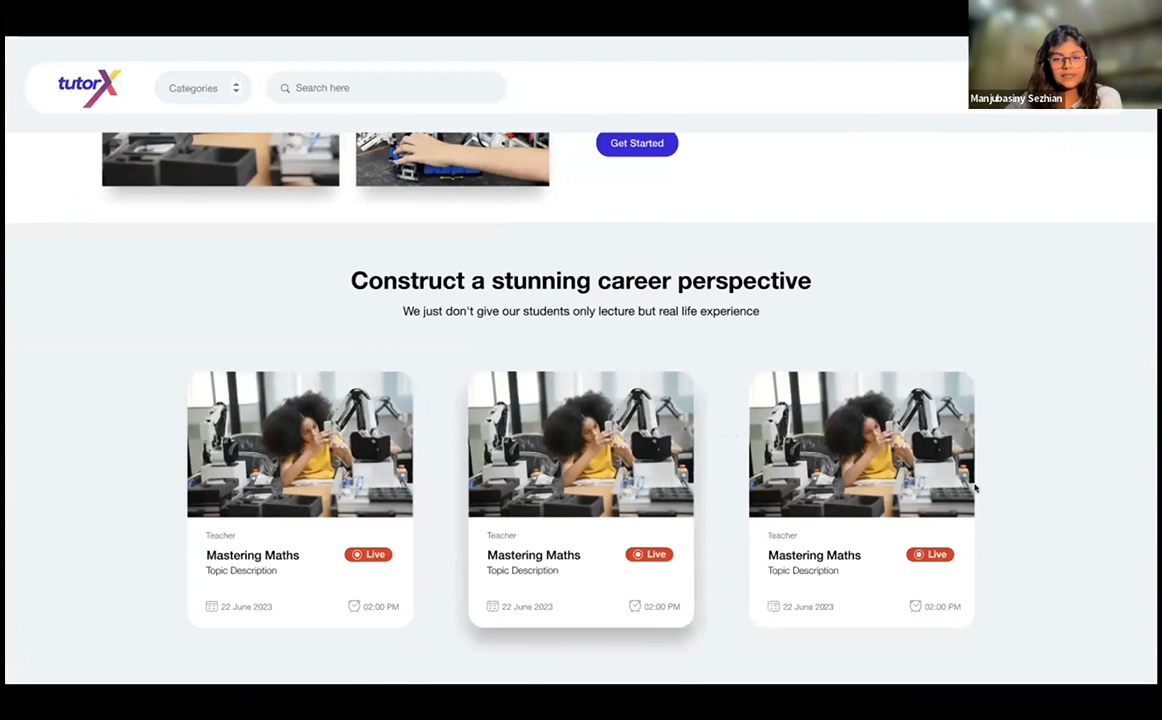 tutorX
Categories
Search here
Manjubasiny Sezhian
Get Started
Construct a stunning career perspective
We just don't give our students only lecture but real life experience
Teacher
Mastering Maths
Live
Topic Description
22 June 2023
02:00 PM
Teacher
Mastering Maths
Live
Topic Description
22 June 2023
02:00 PM
Teacher
Mastering Maths
Live
Topic Description
22 June 2023
02:00 PM